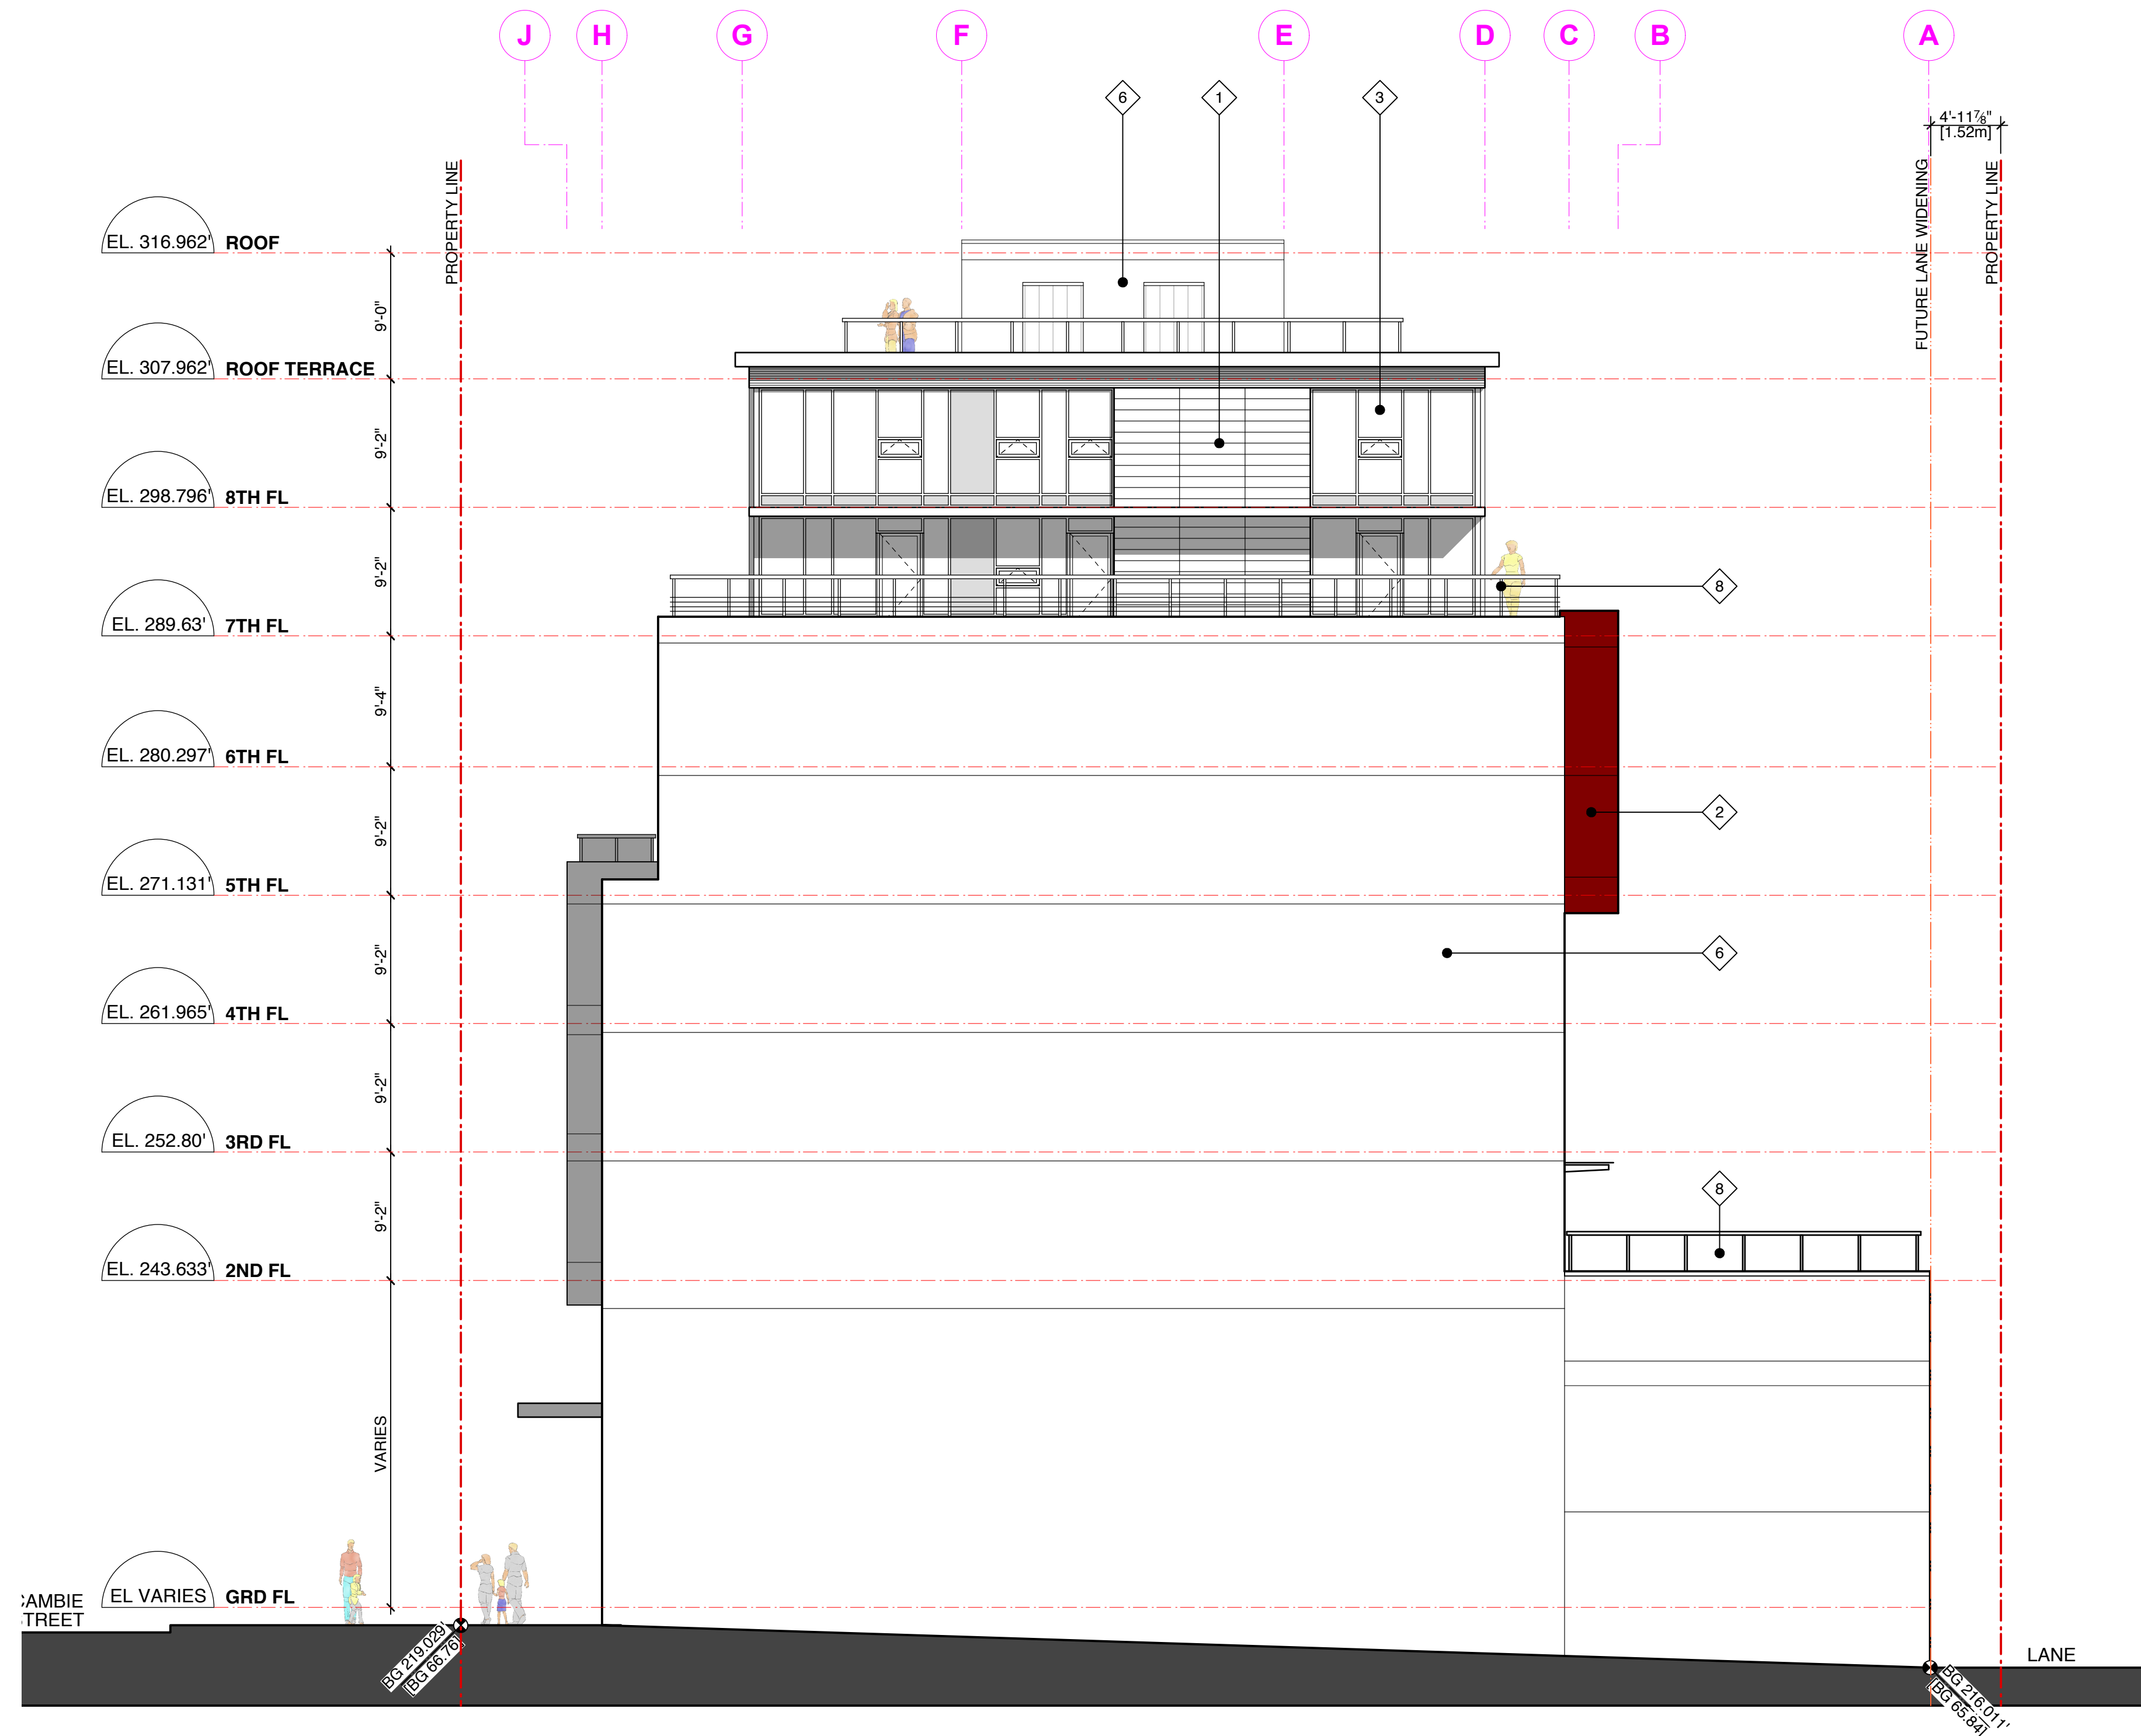 J
H
G
F
E
D
C
B
A
6
1
3
4'-11⅞"
[1.52m]
PROPERTY LINE
FUTURE LANE WIDENING
PROPERTY LINE
EL. 316.962' ROOF
9'-0"
EL. 307.962' ROOF TERRACE
9'-2"
EL. 298.796' 8TH FL
9'-2"
8
EL. 289.63' 7TH FL
9'-4"
EL. 280.297' 6TH FL
2
9'-2"
EL. 271.131' 5TH FL
6
9'-2"
EL. 261.965' 4TH FL
9'-2"
EL. 252.80' 3RD FL
8
9'-2"
EL. 243.633' 2ND FL
VARIES
EL VARIES GRD FL
AMBIE
TREET
BG 219.029'
[BG 66.76]
LANE
BG 216.011'
[BG 65.84]